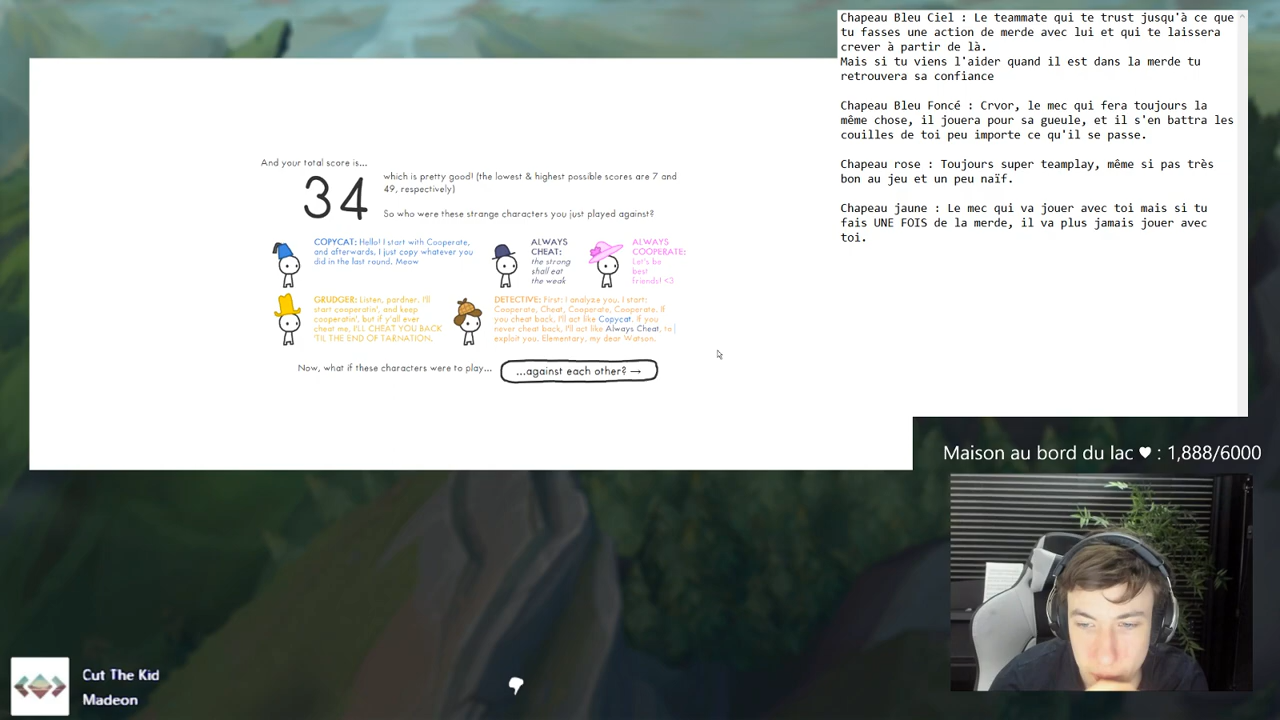 Chapeau Bleu Ciel : Le teammate qui te trust jusqu'à ce que
tu fasses une action de merde avec lui et qui te laissera
crever à partir de là.
Mais si tu viens l'aider quand il est dans la merde tu
retrouvera sa confiance
Chapeau Bleu Foncé : Crvor, le mec qui fera toujours la
même chose, il jouera pour sa gueule, et il s'en battra les
couilles de toi peu importe ce qu'il se passe.
Chapeau rose : Toujours super teamplay, même si pas très
bon au jeu et un peu naïf.
Chapeau jaune : Le mec qui va jouer avec toi mais si tu
fais UNE FOIS de la merde, il va plus jamais jouer avec
toi.
And your total score is...
34
which is pretty good! (the lowest & highest possible scores are 7 and
49, respectively)
So who were these strange characters you just played against?
COPYCAT: Hello! I start with Cooperate,
and afterwards, I just copy whatever you
did in the last round. Meow
ALWAYS
CHEAT:
the strong
shall eat
the weak
ALWAYS
COOPERATE:
Let's be
best
friends! <3
GRUDGER: Listen, pardner. I'll
start cooperatin', and keep
cooperatin', but if y'all ever
cheat me, I'LL CHEAT YOU BACK
'TIL THE END OF TARNATION.
DETECTIVE: First: I analyze you. I start:
Cooperate, Cheat, Cooperate, Cooperate. If
you cheat back, I'll act like Copycat. If you
never cheat back, I'll act like Always Cheat, to
exploit you. Elementary, my dear Watson.
Now, what if these characters were to play...
...against each other? →
Maison au bord du lac ♥ : 1,888/6000
Cut The Kid
Madeon